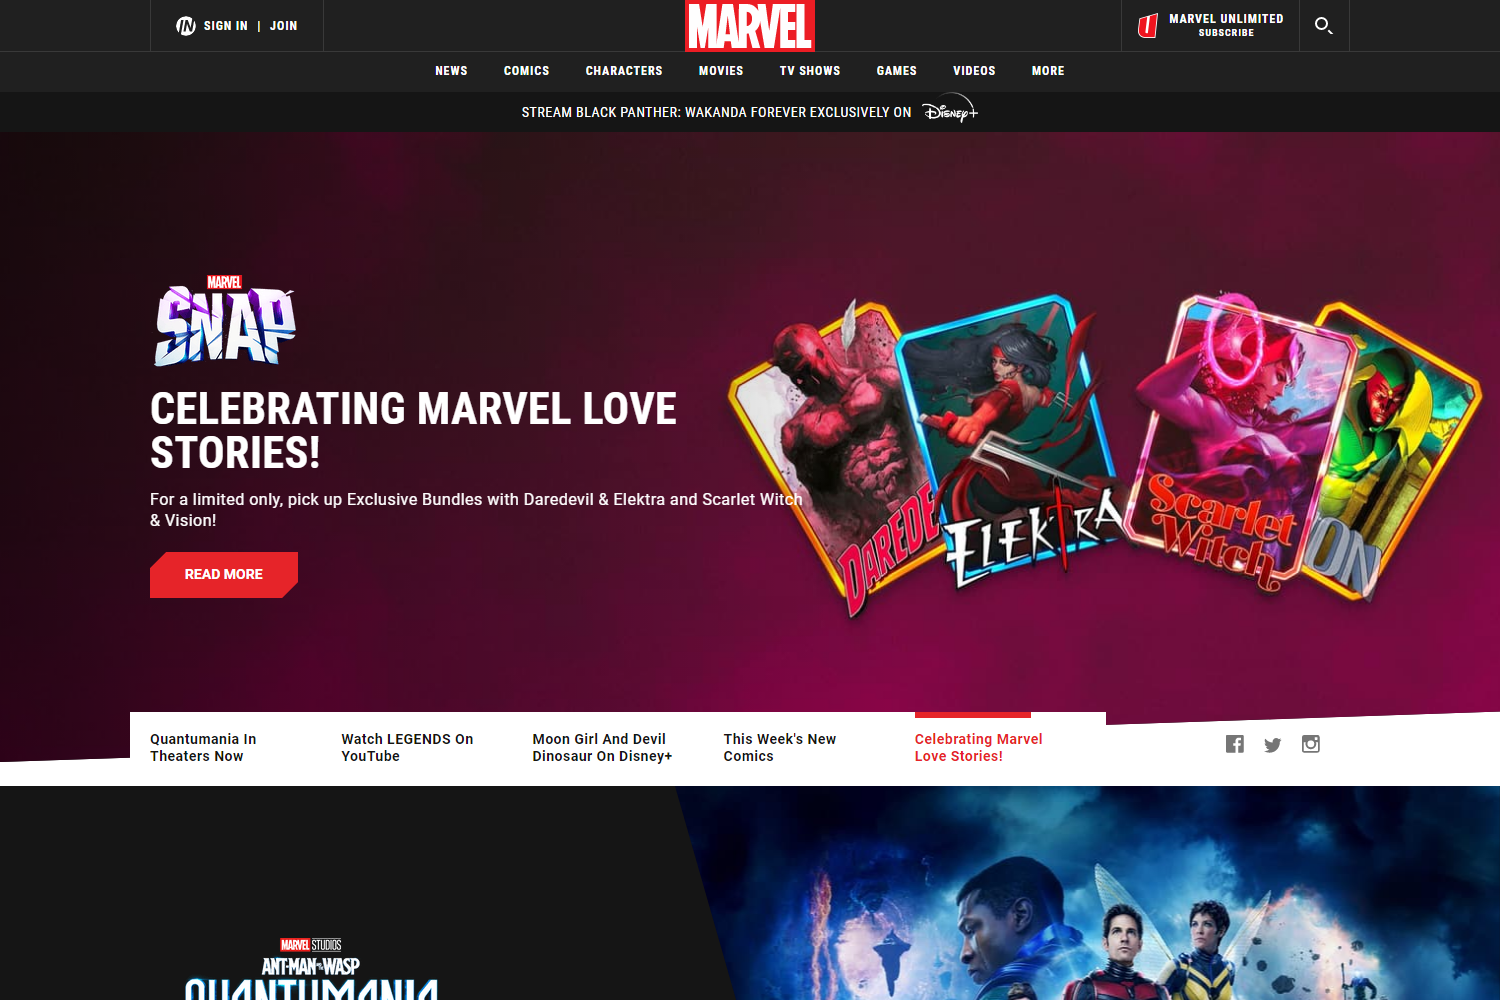 SIGN IN | JOIN
MARVEL
MARVEL UNLIMITED
SUBSCRIBE
NEWS COMICS CHARACTERS MOVIES TV SHOWS GAMES VIDEOS MORE
STREAM BLACK PANTHER: WAKANDA FOREVER EXCLUSIVELY ON Disney+
MARVEL
SNAP
CELEBRATING MARVEL LOVE
STORIES!
For a limited only, pick up Exclusive Bundles with Daredevil & Elektra and Scarlet Witch
& Vision!
READ MORE
DAREDE
ELEKTRA
Scarlet
Witch
ION
Quantumania In
Theaters Now
Watch LEGENDS On
YouTube
Moon Girl And Devil
Dinosaur On Disney+
This Week's New
Comics
Celebrating Marvel
Love Stories!
MARVEL STUDIOS
ANT-MAN AND THE WASP
QUANTUMANIA